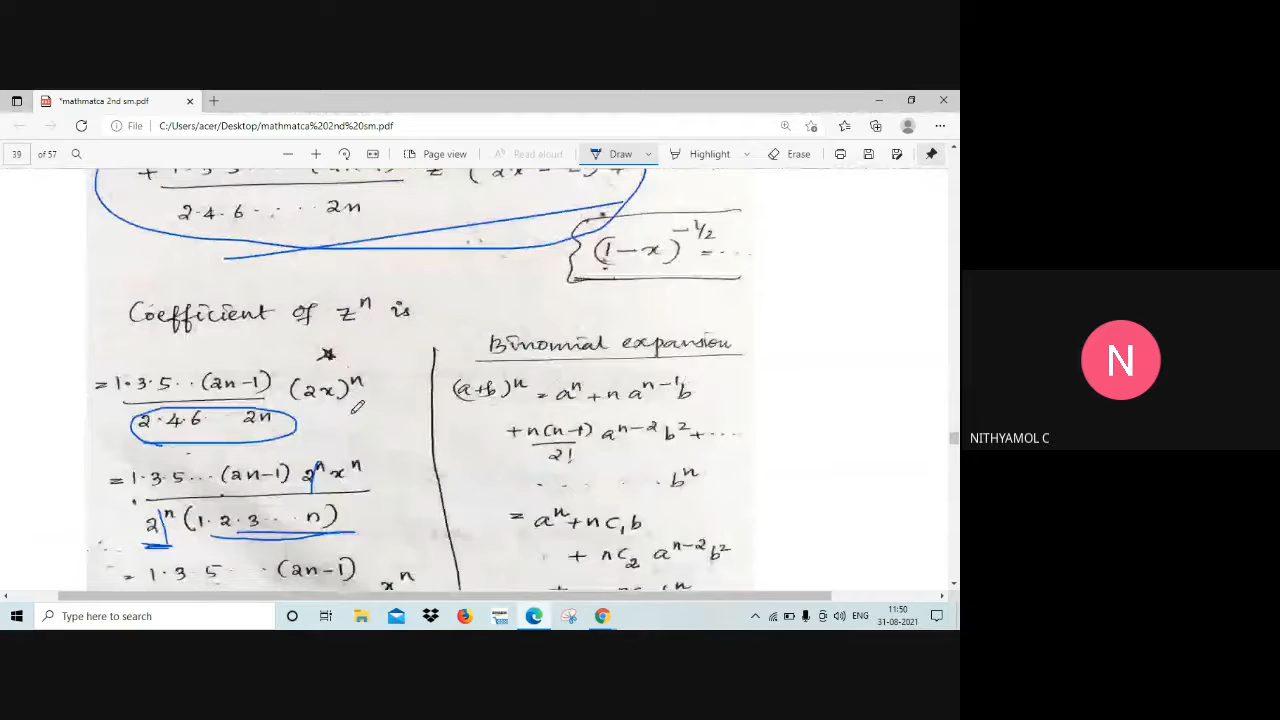 *mathmatca 2nd sm.pdf
File C:/Users/acer/Desktop/mathmatca%202nd%20sm.pdf
39 of 57 Page view Read aloud Draw Highlight Erase
2·4·6· · · · 2n
(1-x)^-1/2 = ...
Coefficient of z^n is
= 1·3·5··(2n-1) (2x)^n
2·4·6 2n
= 1·3·5···(2n-1) 2^n x^n
2^n (1·2·3··· n)
= 1·3·5· ·(2n-1) x^n
Binomial expansion
(a+b)^n = a^n + n a^n-1 b
+ n(n-1) a^n-2 b^2 + ....
2!
. . . . . . b^n
= a^n + n C1 b
+ nC2 a^n-2 b^2
NITHYAMOL C
N
Type here to search
ENG
11:50
31-08-2021